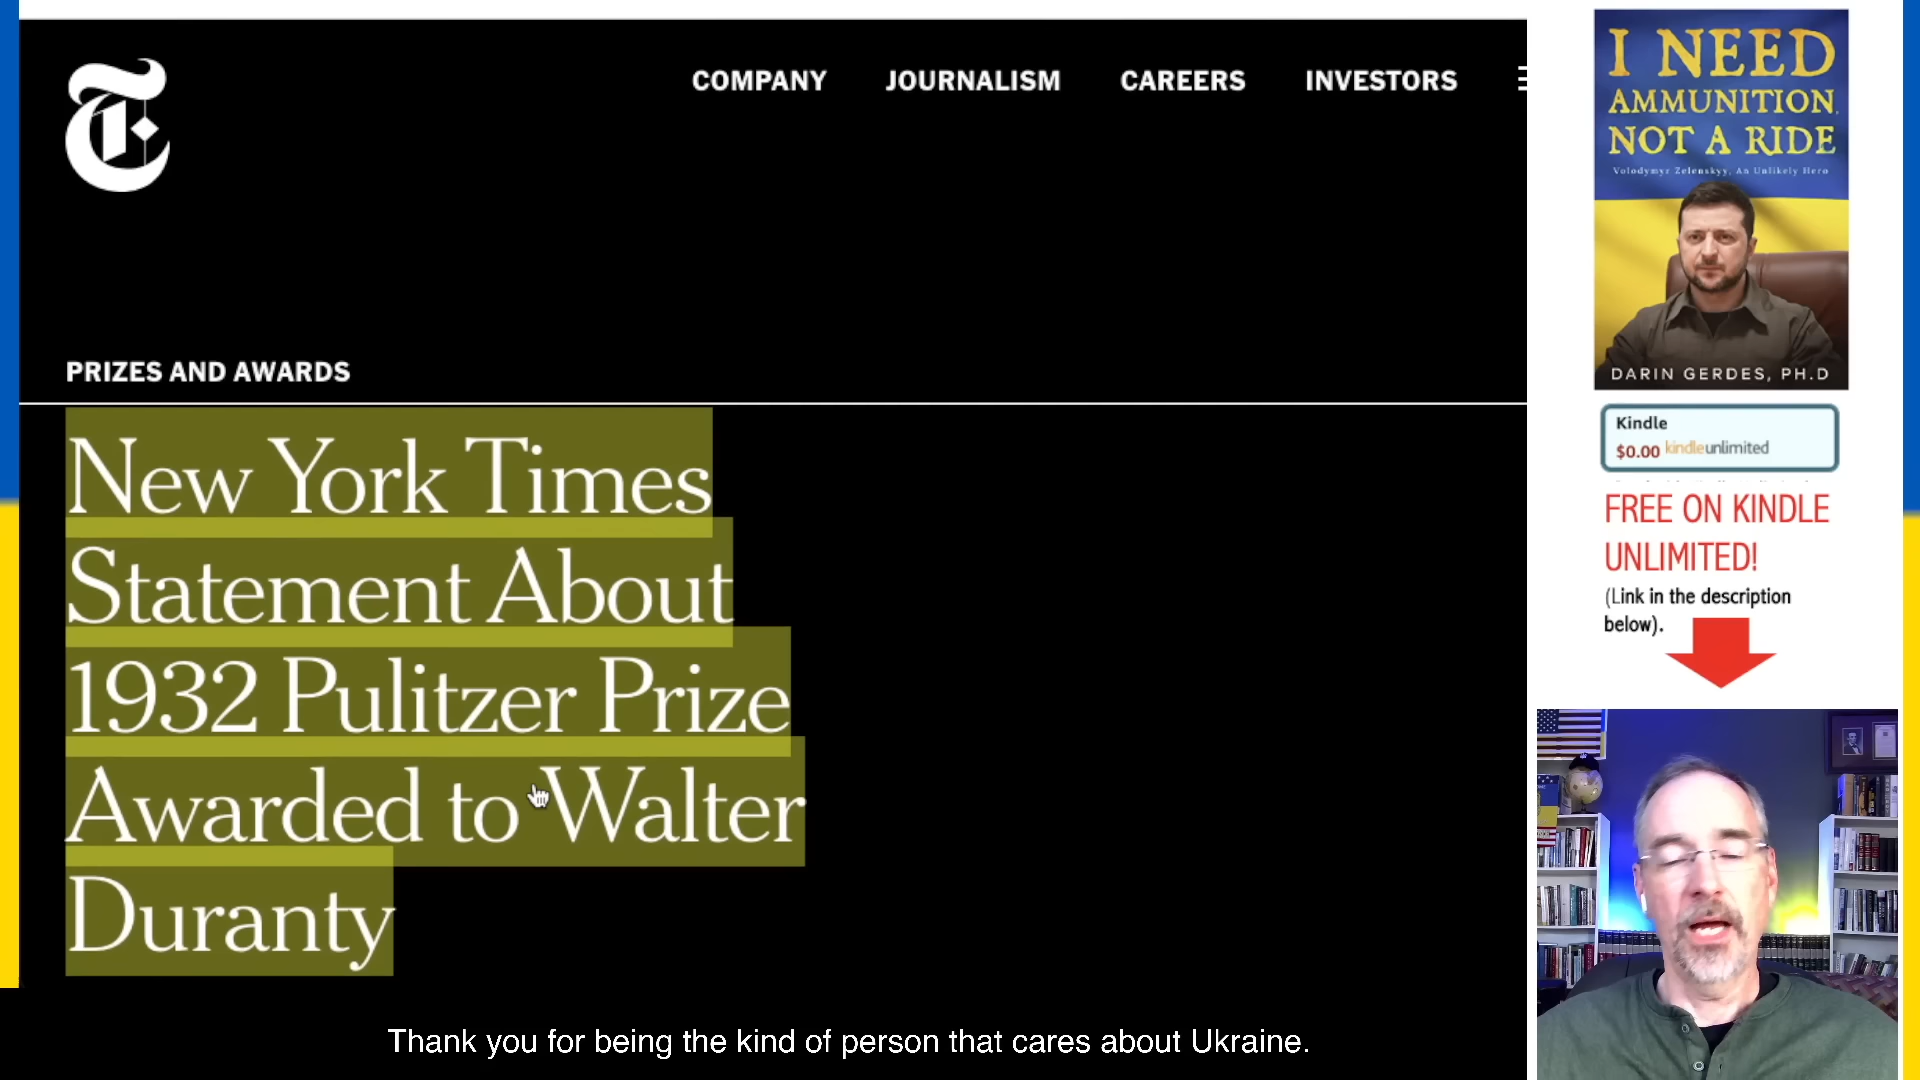 COMPANY JOURNALISM CAREERS INVESTORS
PRIZES AND AWARDS
New York Times
Statement About
1932 Pulitzer Prize
Awarded to Walter
Duranty
Thank you for being the kind of person that cares about Ukraine.
I NEED
AMMUNITION,
NOT A RIDE
Volodymyr Zelenskyy, An Unlikely Hero
DARIN GERDES, PH.D
Kindle
$0.00 kindleunlimited
FREE ON KINDLE
UNLIMITED!
(Link in the description
below).